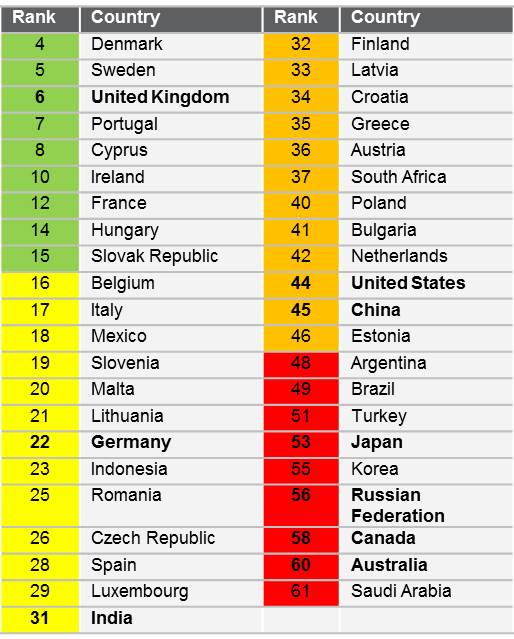 Rank Country Rank Country
4 Denmark 32 Finland
5 Sweden 33 Latvia
6 United Kingdom 34 Croatia
7 Portugal 35 Greece
8 Cyprus 36 Austria
10 Ireland 37 South Africa
12 France 40 Poland
14 Hungary 41 Bulgaria
15 Slovak Republic 42 Netherlands
16 Belgium 44 United States
17 Italy 45 China
18 Mexico 46 Estonia
19 Slovenia 48 Argentina
20 Malta 49 Brazil
21 Lithuania 51 Turkey
22 Germany 53 Japan
23 Indonesia 55 Korea
25 Romania 56 Russian
Federation
26 Czech Republic 58 Canada
28 Spain 60 Australia
29 Luxembourg 61 Saudi Arabia
31 India